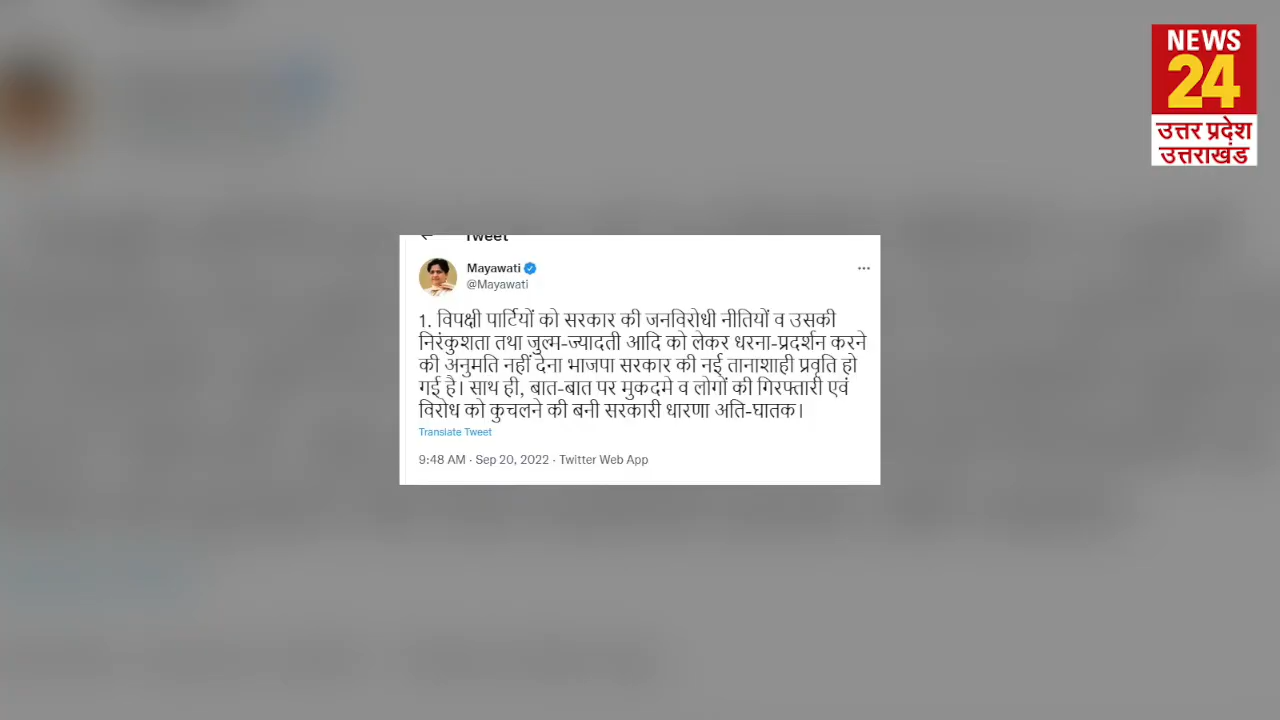 NEWS
24
उत्तर प्रदेश
उत्तराखंड
Tweet
Mayawati
@Mayawati
1. विपक्षी पार्टियों को सरकार की जनविरोधी नीतियों व उसकी
निरंकुशता तथा जुल्म-ज्यादती आदि को लेकर धरना-प्रदर्शन करने
की अनुमति नहीं देना भाजपा सरकार की नई तानाशाही प्रवृति हो
गई है। साथ ही, बात-बात पर मुकदमे व लोगों की गिरफ्तारी एवं
विरोध को कुचलने की बनी सरकारी धारणा अति-घातक।
Translate Tweet
9:48 AM · Sep 20, 2022 · Twitter Web App